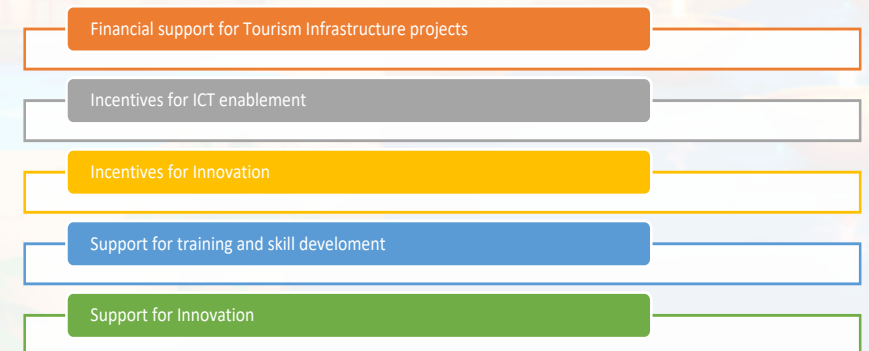 Financial support for Tourism Infrastructure projects
Incentives for ICT enablement
Incentives for Innovation
Support for training and skill develoment
Support for Innovation